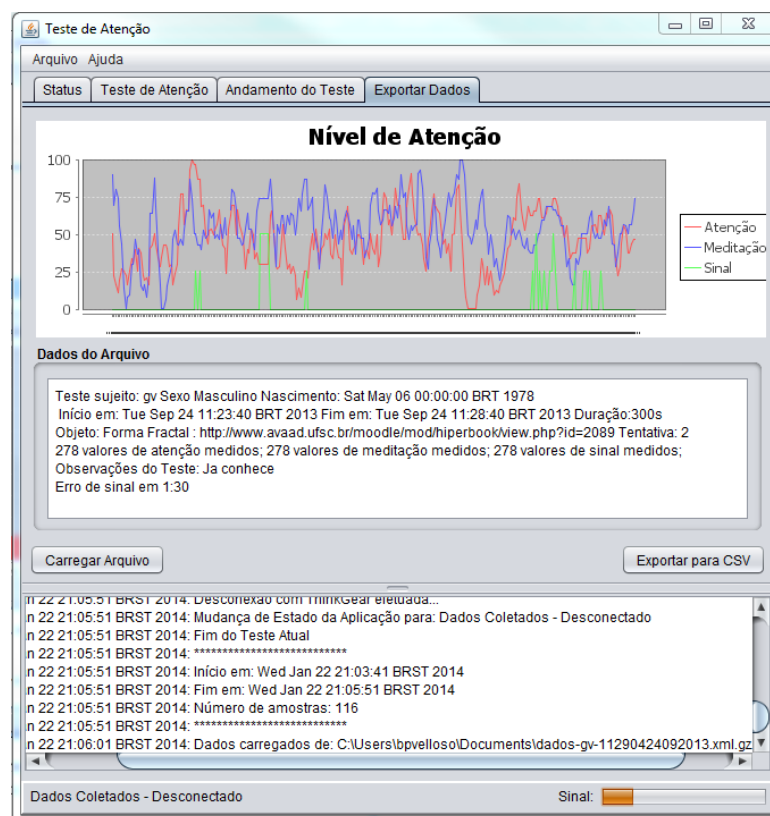 Teste de Atenção
Arquivo Ajuda
Status Teste de Atenção Andamento do Teste Exportar Dados
Nível de Atenção
100
75
50
25
0
Atenção
Meditação
Sinal
Dados do Arquivo
Teste sujeito: gv Sexo Masculino Nascimento: Sat May 06 00:00:00 BRT 1978
Início em: Tue Sep 24 11:23:40 BRT 2013 Fim em: Tue Sep 24 11:28:40 BRT 2013 Duração:300s
Objeto: Forma Fractal : http://www.avaad.ufsc.br/moodle/mod/hiperbook/view.php?id=2089 Tentativa: 2
278 valores de atenção medidos; 278 valores de meditação medidos; 278 valores de sinal medidos;
Observações do Teste: Ja conhece
Erro de sinal em 1:30
Carregar Arquivo Exportar para CSV
n 22 21:05:51 BRST 2014: Desconexão com ThinkGear efetuada...
n 22 21:05:51 BRST 2014: Mudança de Estado da Aplicação para: Dados Coletados - Desconectado
n 22 21:05:51 BRST 2014: Fim do Teste Atual
n 22 21:05:51 BRST 2014: **************************
n 22 21:05:51 BRST 2014: Início em: Wed Jan 22 21:03:41 BRST 2014
n 22 21:05:51 BRST 2014: Fim em: Wed Jan 22 21:05:51 BRST 2014
n 22 21:05:51 BRST 2014: Número de amostras: 116
n 22 21:05:51 BRST 2014: **************************
n 22 21:06:01 BRST 2014: Dados carregados de: C:\Users\bpvelloso\Documents\dados-gv-11290424092013.xml.gz
Dados Coletados - Desconectado Sinal: